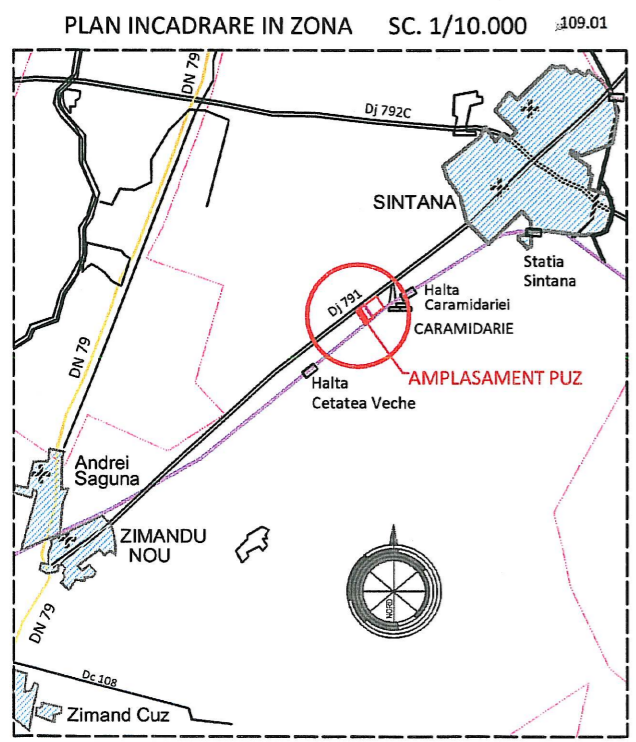 PLAN INCADRARE IN ZONA SC. 1/10.000 109.01
DN 79
Dj 792C
SINTANA
Statia
Sintana
Halta
Caramidariei
CARAMIDARIE
Dj 791
DN 79
AMPLASAMENT PUZ
Halta
Cetatea Veche
Andrei
Saguna
ZIMANDU
NOU
NORD
DN 79
Dc 108
Zimand Cuz